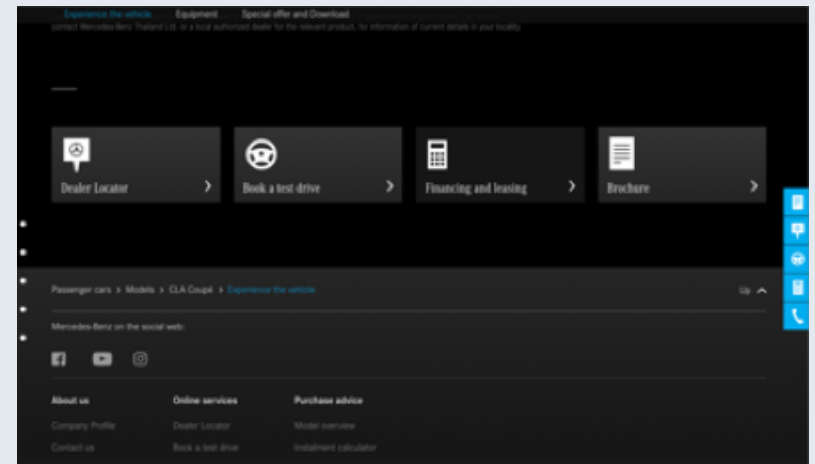 Experience the vehicle Equipment Special offer and Download
contact Mercedes-Benz Thailand Ltd. or a local authorized dealer for the relevant product, for information of current details in your locality.
Dealer Locator Book a test drive Financing and leasing Brochure
Passenger cars > Models > CLA Coupé > Experience the vehicle Up
Mercedes-Benz on the social web:
About us Online services Purchase advice
Company Profile Dealer Locator Model overview
Contact us Book a test drive Instalment calculator